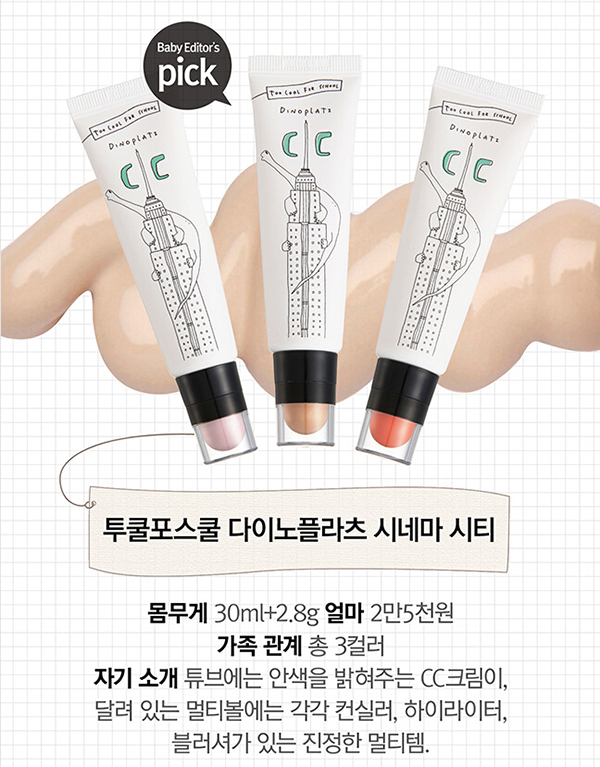 Baby Editor's
pick
TOO COOL FOR SCHOOL
DINOPLATZ
CC
TOO COOL FOR SCHOOL
DINOPLATZ
CC
TOO COOL FOR SCHOOL
DINOPLATZ
CC
투쿨포스쿨 다이노플라츠 시네마 시티
몸무게 30ml+2.8g 얼마 2만5천원
가족 관계 총 3컬러
자기 소개 튜브에는 안색을 밝혀주는 CC크림이,
달려 있는 멀티볼에는 각각 컨실러, 하이라이터,
블러셔가 있는 진정한 멀티템.